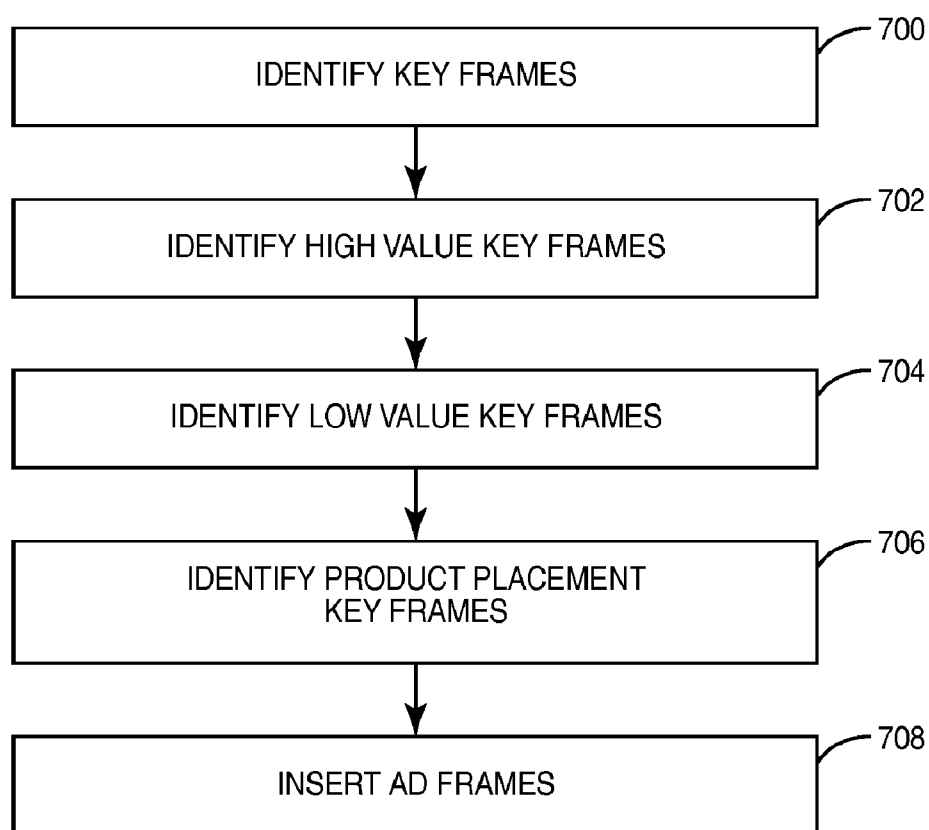 700
IDENTIFY KEY FRAMES
702
IDENTIFY HIGH VALUE KEY FRAMES
704
IDENTIFY LOW VALUE KEY FRAMES
706
IDENTIFY PRODUCT PLACEMENT
KEY FRAMES
708
INSERT AD FRAMES